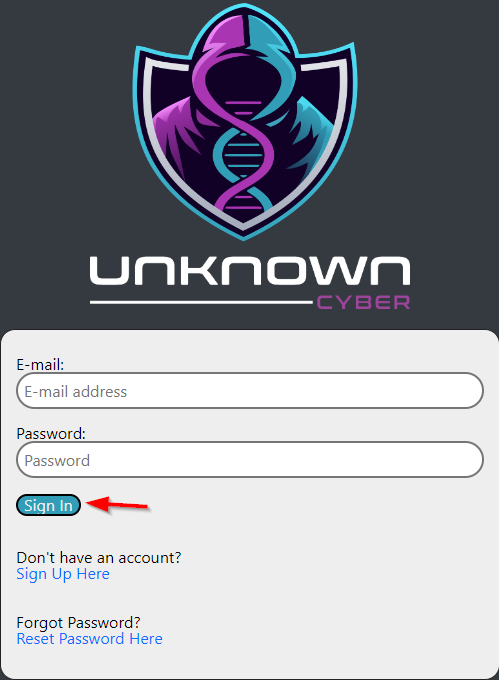 UNKNOWN
CYBER
E-mail:
E-mail address
Password:
Password
Sign In
Don't have an account?
Sign Up Here
Forgot Password?
Reset Password Here